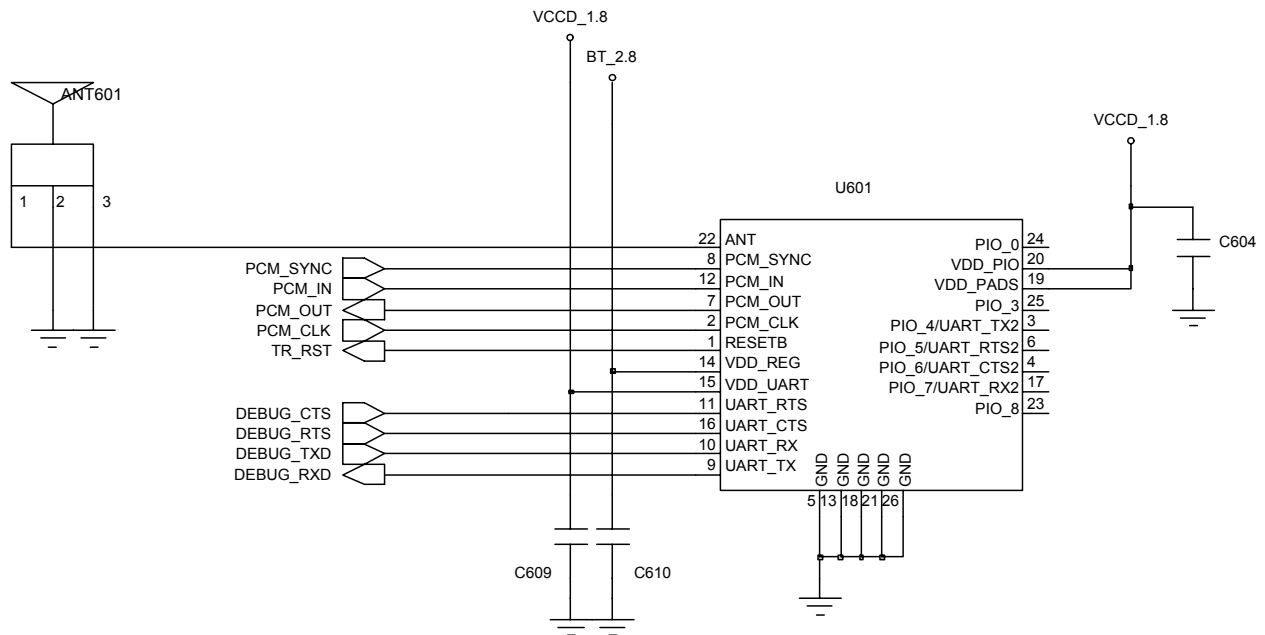 VCCD_1.8
BT_2.8
ANT601
VCCD_1.8
1 2 3
U601
C604
22 ANT
PIO_0 24
PCM_SYNC 8 PCM_SYNC
VDD_PIO 20
PCM_IN 12 PCM_IN
VDD_PADS 19
PCM_OUT 7 PCM_OUT
PIO_3 25
PCM_CLK 2 PCM_CLK
PIO_4/UART_TX2 3
TR_RST 1 RESETB
PIO_5/UART_RTS2 6
14 VDD_REG
PIO_6/UART_CTS2 4
15 VDD_UART
PIO_7/UART_RX2 17
DEBUG_CTS 11 UART_RTS
PIO_8 23
DEBUG_RTS 16 UART_CTS
DEBUG_TXD 10 UART_RX
DEBUG_RXD 9 UART_TX
GND GND GND GND GND
5 13 18 21 26
C609 C610